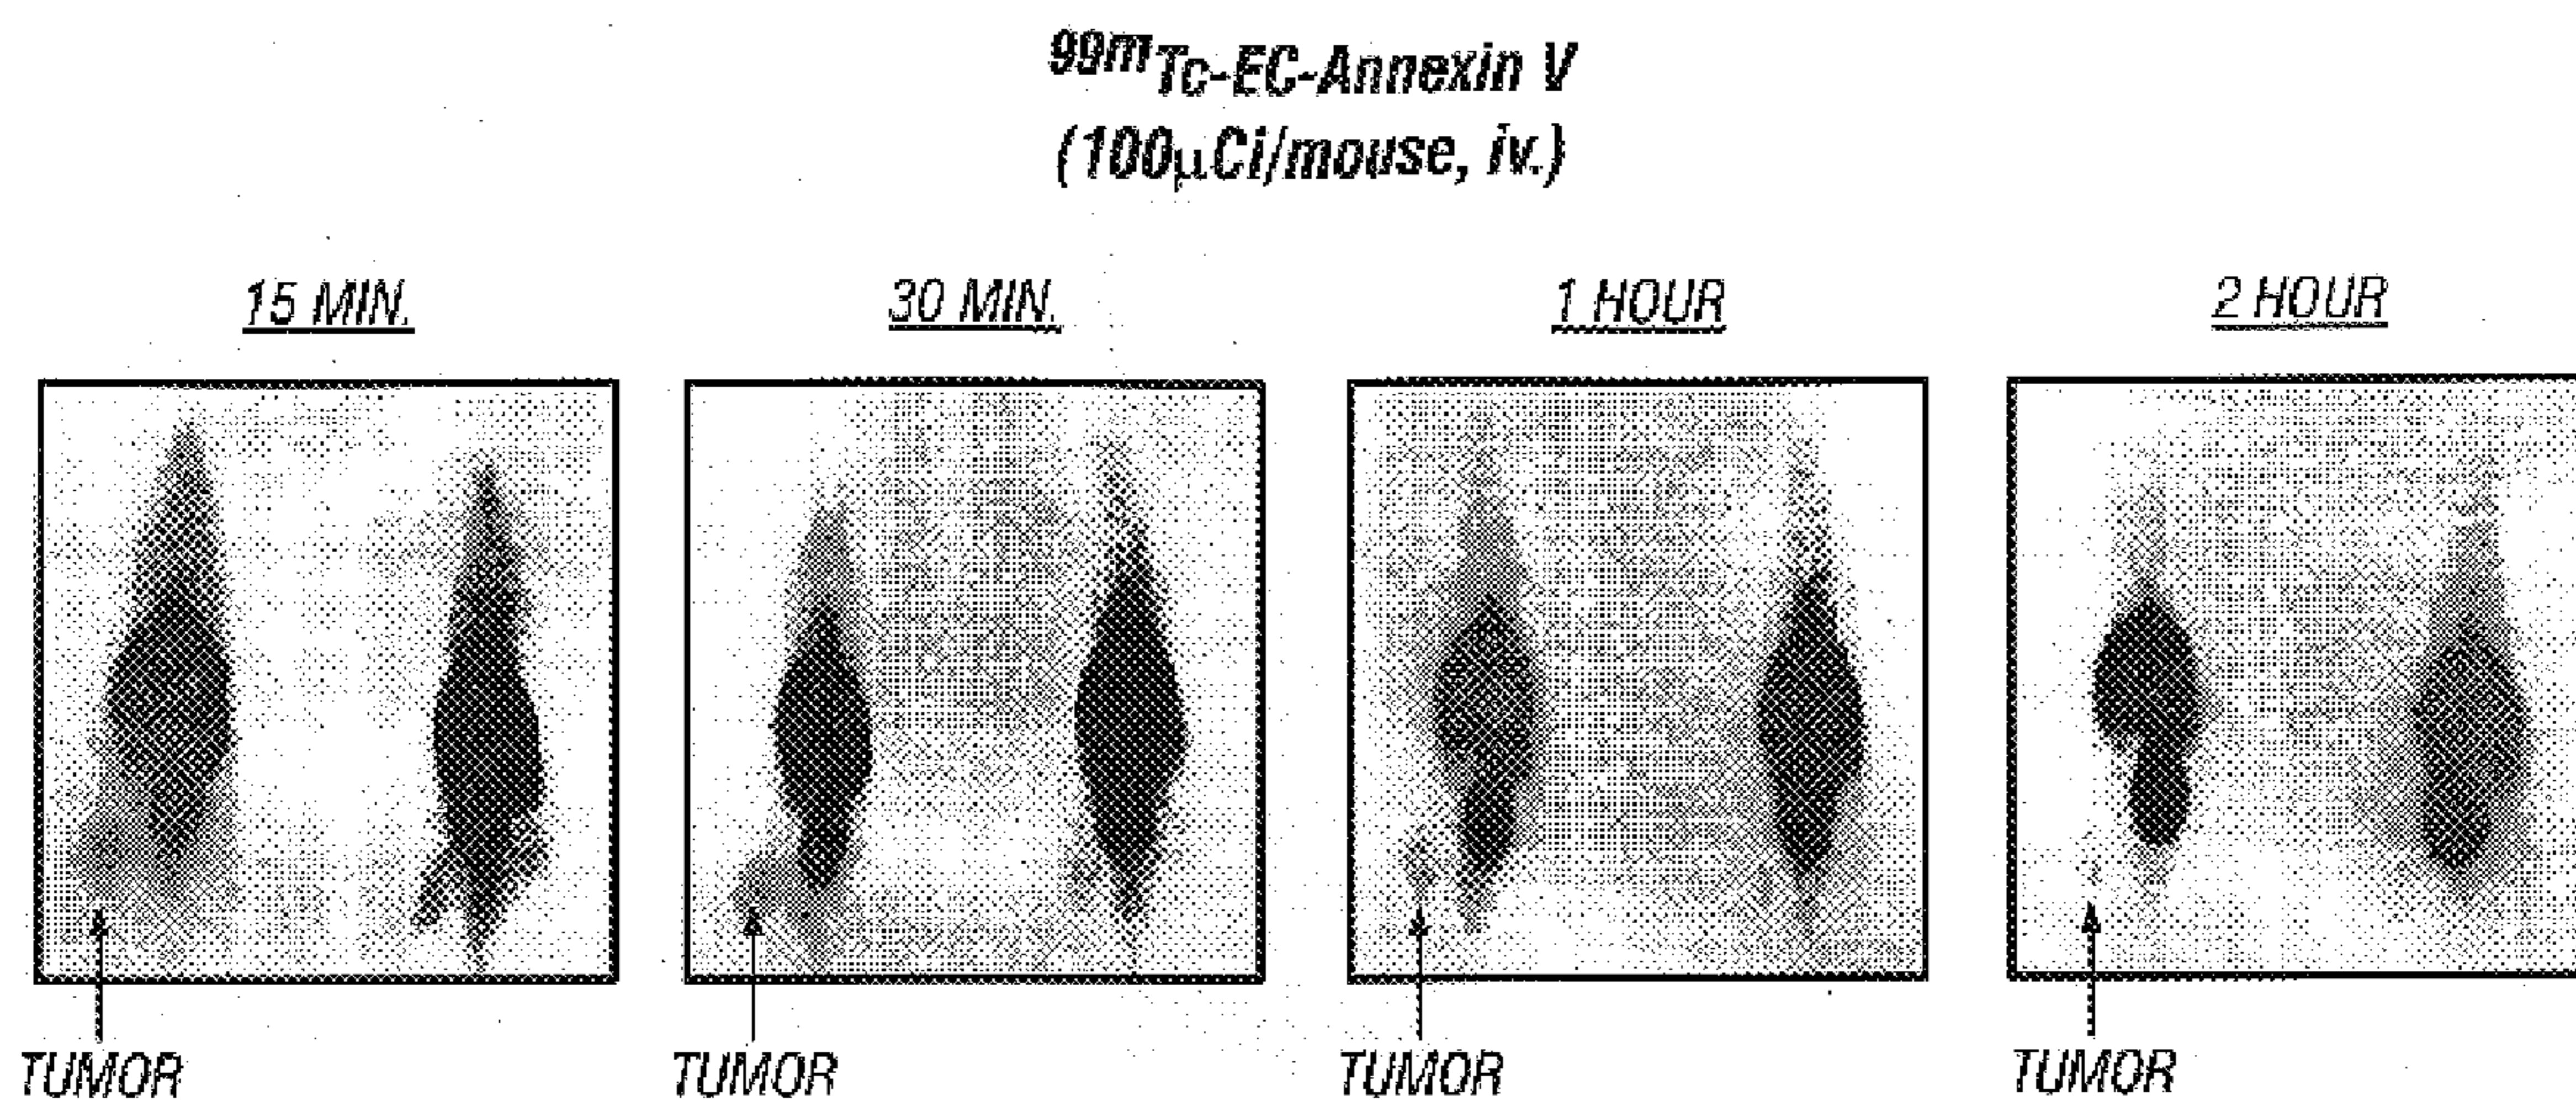 99mTc-EC-Annexin V
(100µCi/mouse, iv.)
15 MIN.
30 MIN.
1 HOUR
2 HOUR
TUMOR
TUMOR
TUMOR
TUMOR